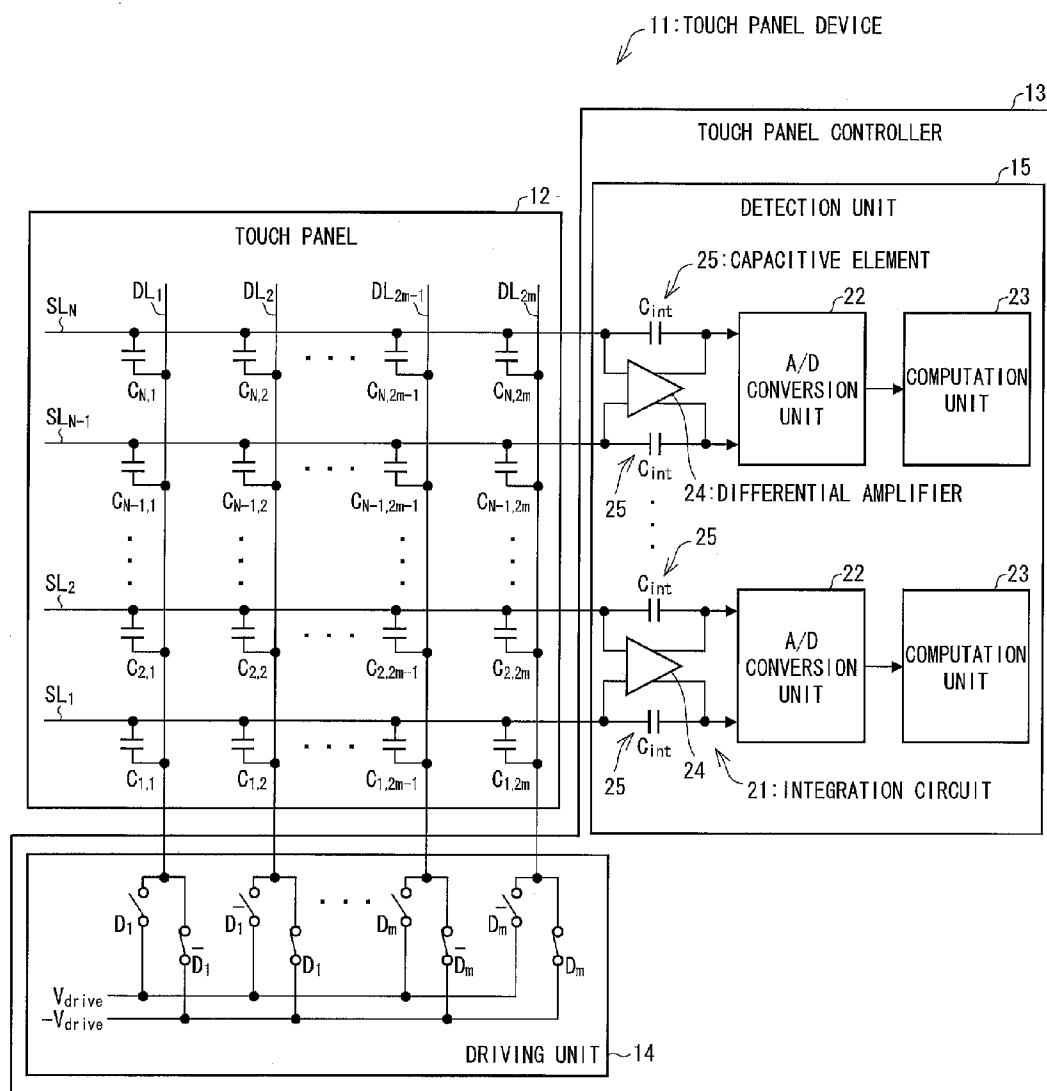 11:TOUCH PANEL DEVICE
13
TOUCH PANEL CONTROLLER
15
DETECTION UNIT
12
TOUCH PANEL
25:CAPACITIVE ELEMENT
DL1 DL2 DL2m-1 DL2m
SLN
Cint
22 23
CN,1 CN,2 · · · CN,2m-1 CN,2m
A/D CONVERSION UNIT
COMPUTATION UNIT
SLN-1
Cint
25
24:DIFFERENTIAL AMPLIFIER
CN-1,1 CN-1,2 · · · CN-1,2m-1 CN-1,2m
25
SL2
Cint
22 23
C2,1 C2,2 · · · C2,2m-1 C2,2m
A/D CONVERSION UNIT
COMPUTATION UNIT
SL1
Cint
25 24
C1,1 C1,2 · · · C1,2m-1 C1,2m
21:INTEGRATION CIRCUIT
D1 D̄1 D̄1 D1 · · · Dm D̄m D̄m Dm
Vdrive
-Vdrive
DRIVING UNIT
14